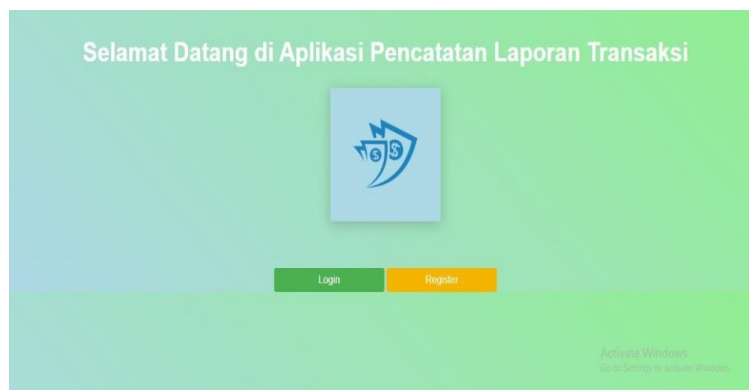 Selamat Datang di Aplikasi Pencatatan Laporan Transaksi
Login
Register
Activate Windows
Go to Settings to activate Windows.